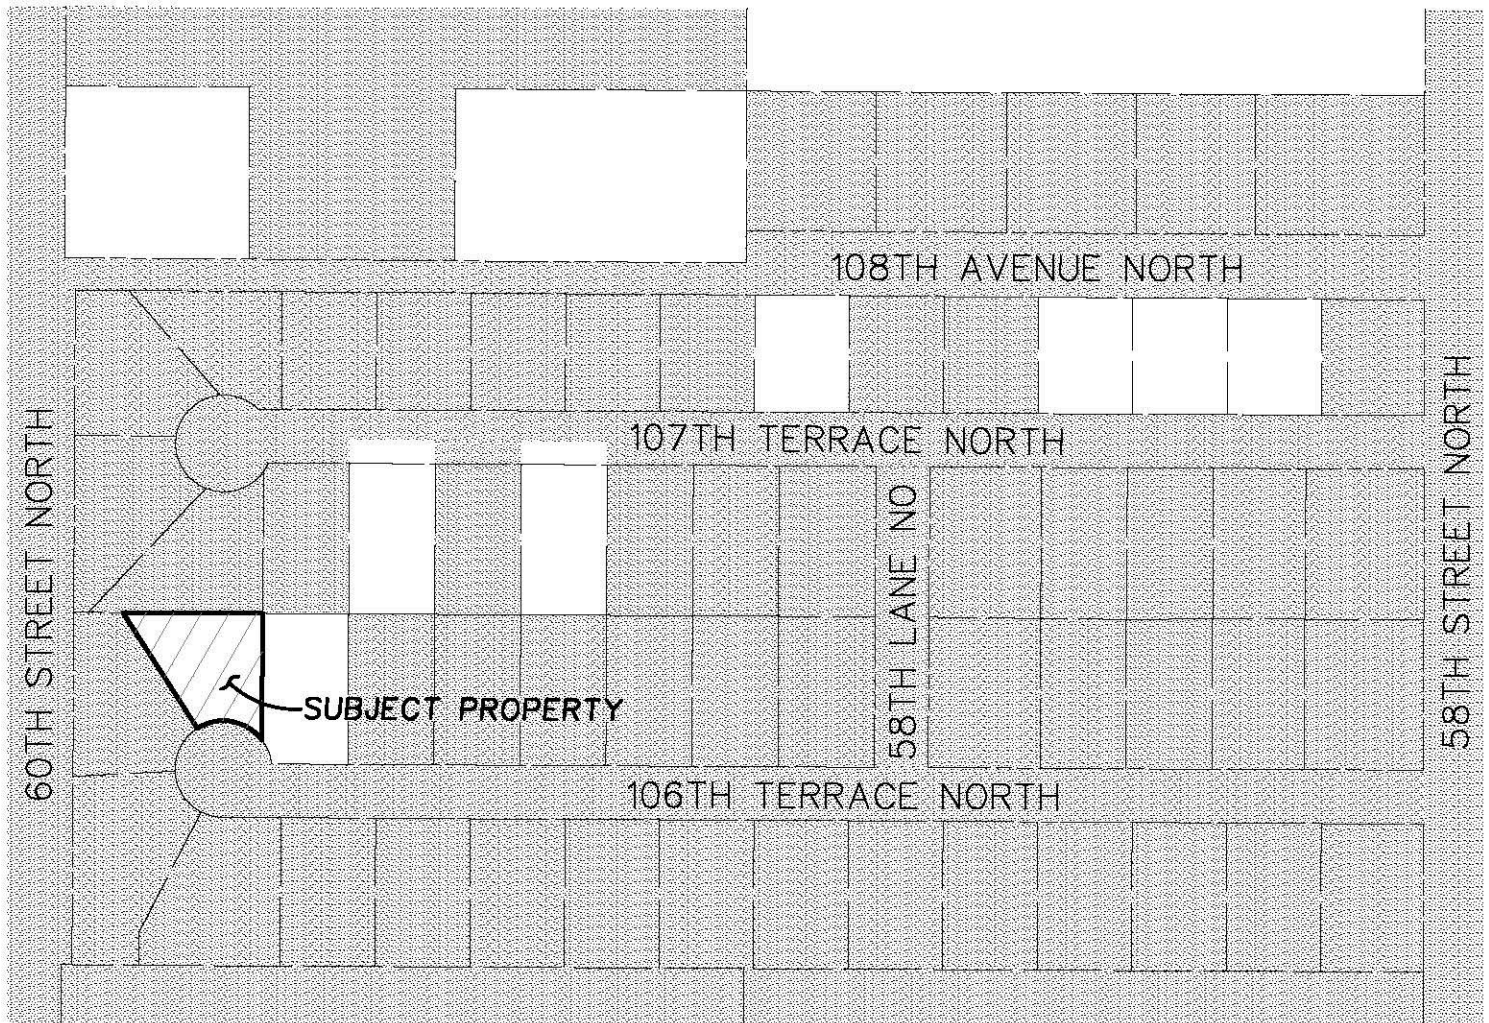 108TH AVENUE NORTH
107TH TERRACE NORTH
60TH STREET NORTH
58TH LANE NO
58TH STREET NORTH
SUBJECT PROPERTY
106TH TERRACE NORTH